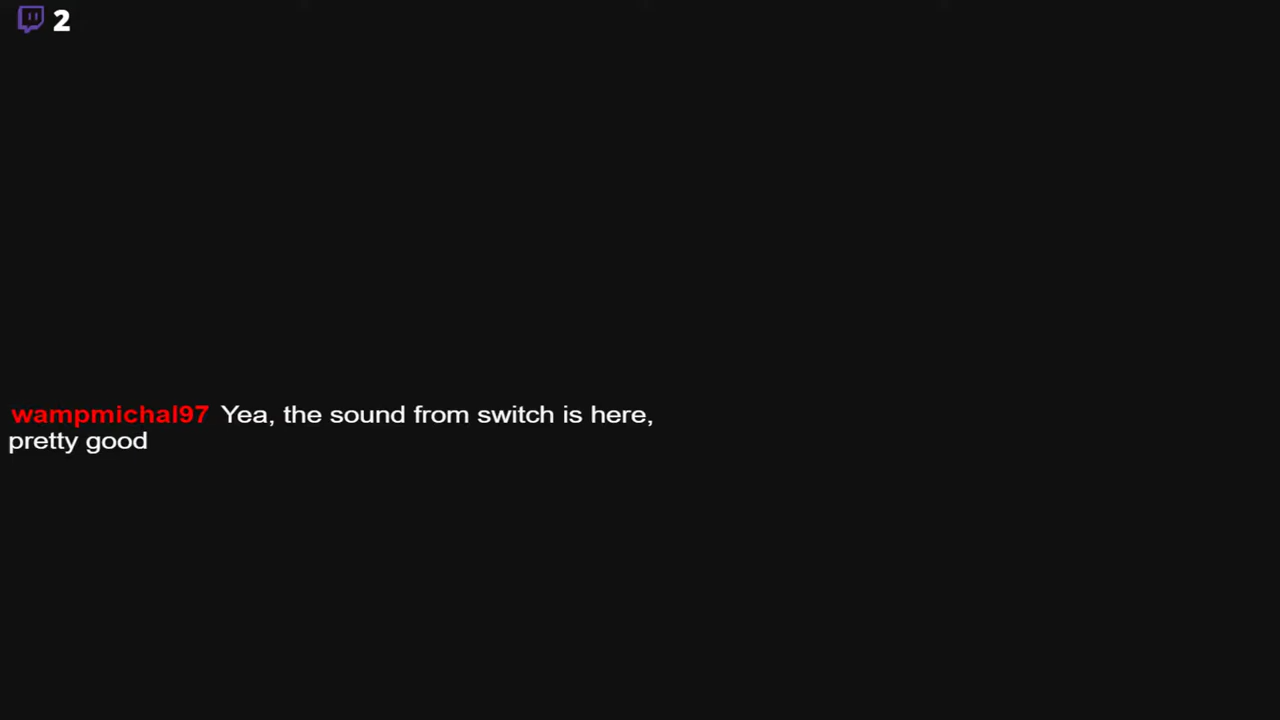 2
wampmichal97 Yea, the sound from switch is here,
pretty good